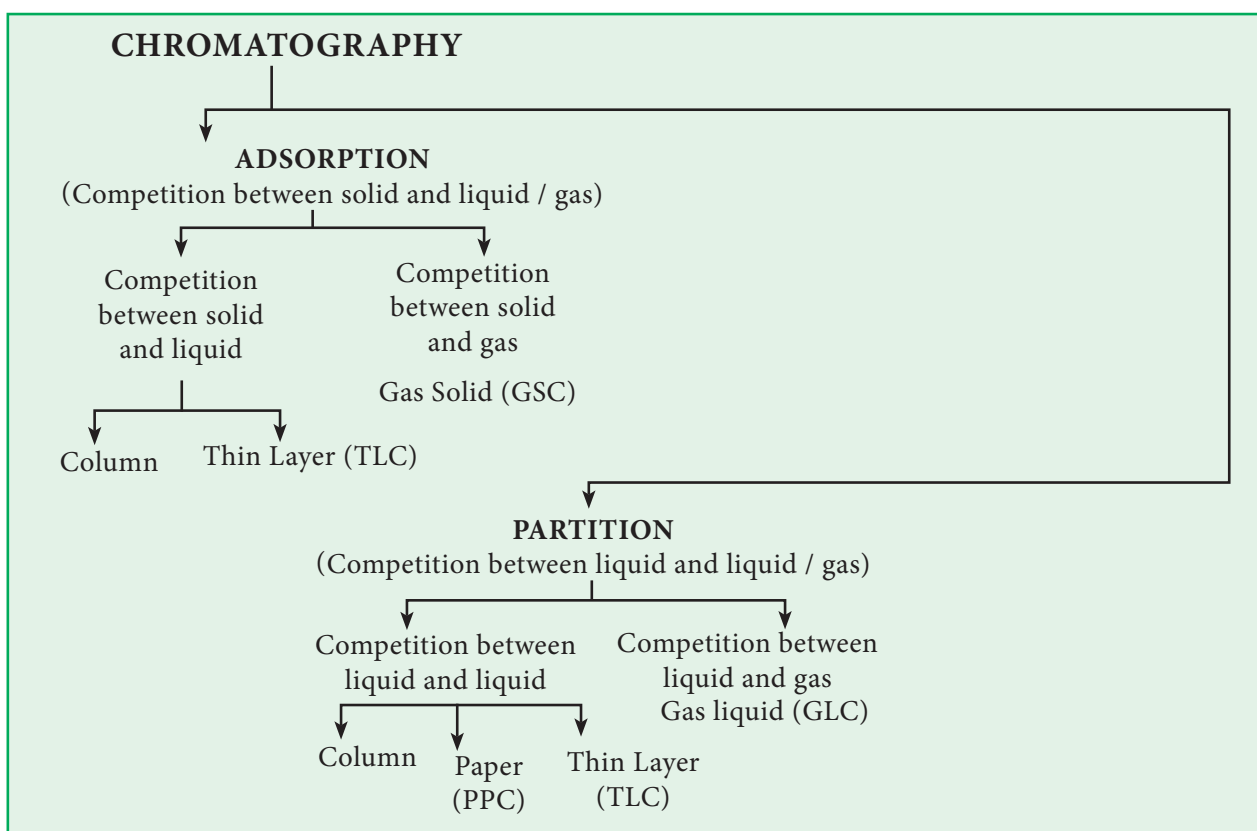 CHROMATOGRAPHY
ADSORPTION
(Competition between solid and liquid / gas)
Competition
between solid
and liquid
Competition
between solid
and gas
Gas Solid (GSC)
Column
Thin Layer (TLC)
PARTITION
(Competition between liquid and liquid / gas)
Competition between
liquid and liquid
Competition between
liquid and gas
Gas liquid (GLC)
Column
Paper
(PPC)
Thin Layer
(TLC)